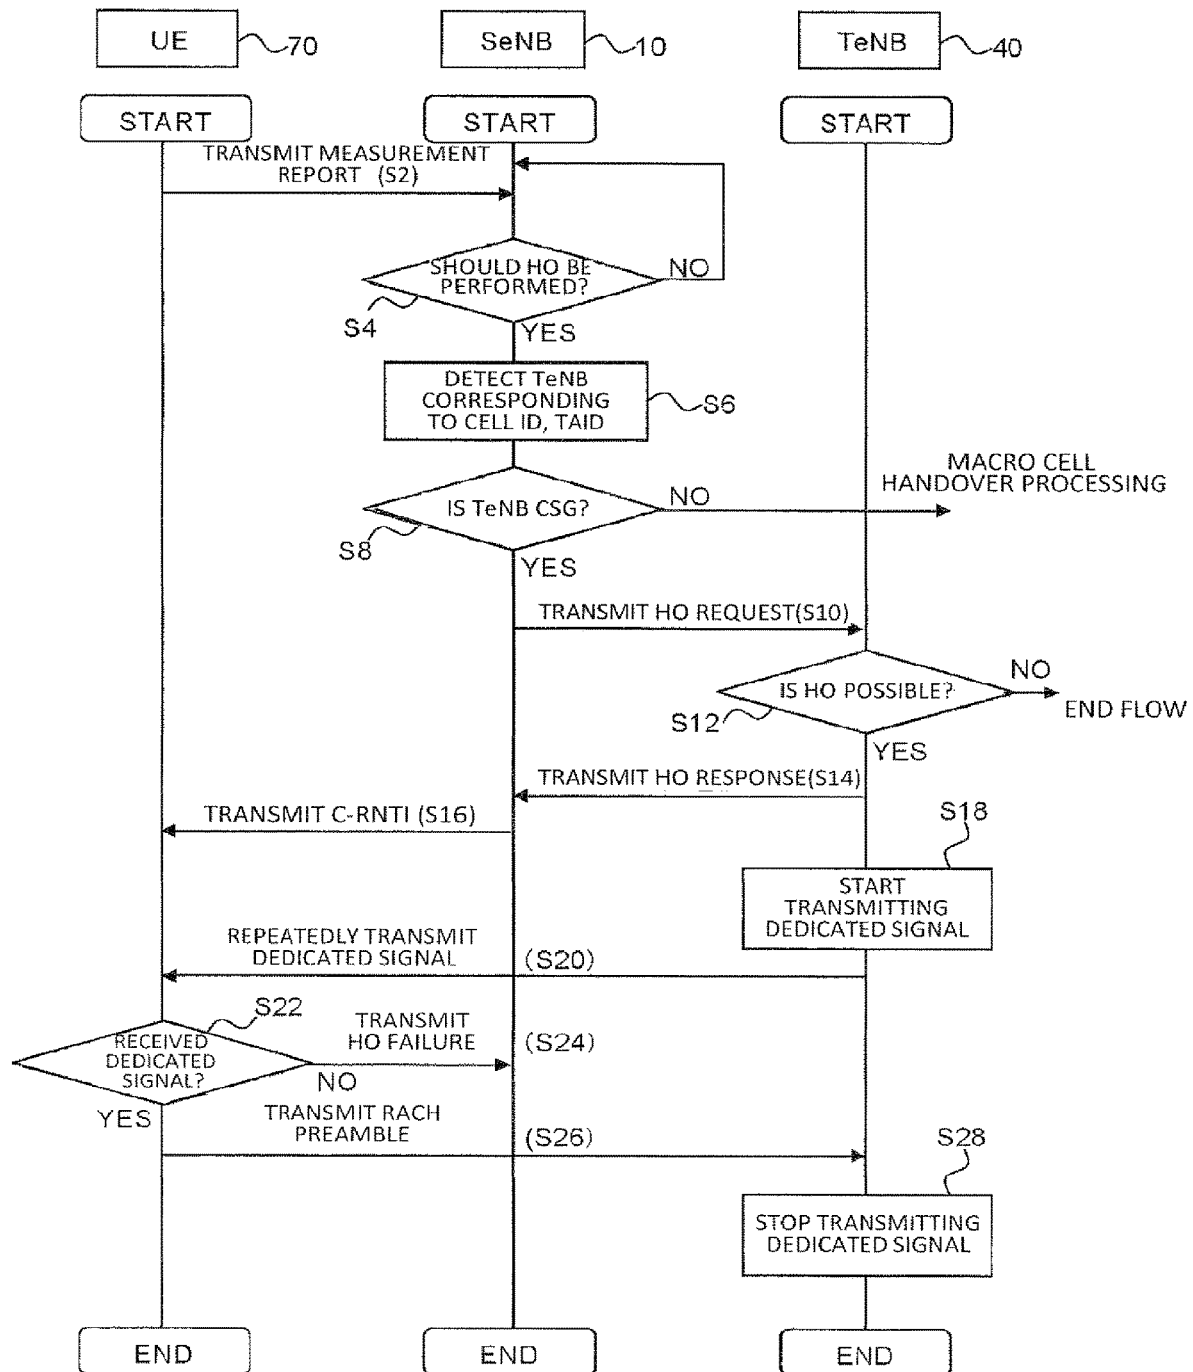 UE
70
SeNB
10
TeNB
40
START
START
START
TRANSMIT MEASUREMENT
REPORT (S2)
SHOULD HO BE
PERFORMED?
NO
S4
YES
DETECT TeNB
CORRESPONDING
TO CELL ID, TAID
S6
IS TeNB CSG?
NO
MACRO CELL
HANDOVER PROCESSING
S8
YES
TRANSMIT HO REQUEST(S10)
IS HO POSSIBLE?
NO
END FLOW
S12
YES
TRANSMIT HO RESPONSE(S14)
TRANSMIT C-RNTI (S16)
S18
START
TRANSMITTING
DEDICATED SIGNAL
REPEATEDLY TRANSMIT
DEDICATED SIGNAL
(S20)
S22
RECEIVED
DEDICATED
SIGNAL?
TRANSMIT
HO FAILURE
(S24)
NO
YES
TRANSMIT RACH
PREAMBLE
(S26)
S28
STOP TRANSMITTING
DEDICATED SIGNAL
END
END
END